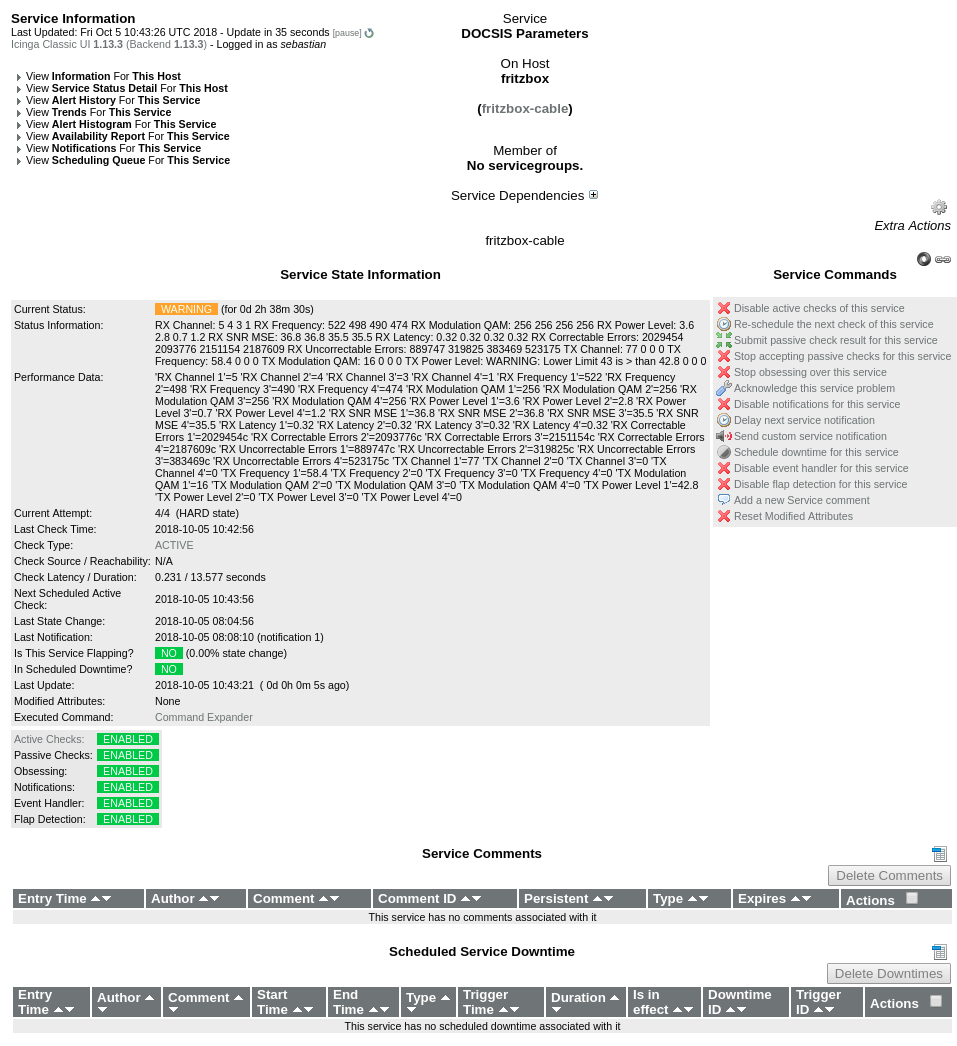 Service Information
Last Updated: Fri Oct 5 10:43:26 UTC 2018 - Update in 35 seconds [pause]
Icinga Classic UI 1.13.3 (Backend 1.13.3) - Logged in as sebastian
View Information For This Host
View Service Status Detail For This Host
View Alert History For This Service
View Trends For This Service
View Alert Histogram For This Service
View Availability Report For This Service
View Notifications For This Service
View Scheduling Queue For This Service
Service
DOCSIS Parameters
On Host
fritzbox
(fritzbox-cable)
Member of
No servicegroups.
Service Dependencies
fritzbox-cable
Extra Actions
Service State Information
Current Status: WARNING (for 0d 2h 38m 30s)
Status Information: RX Channel: 5 4 3 1 RX Frequency: 522 498 490 474 RX Modulation QAM: 256 256 256 256 RX Power Level: 3.6
2.8 0.7 1.2 RX SNR MSE: 36.8 36.8 35.5 35.5 RX Latency: 0.32 0.32 0.32 0.32 RX Correctable Errors: 2029454
2093776 2151154 2187609 RX Uncorrectable Errors: 889747 319825 383469 523175 TX Channel: 77 0 0 0 TX
Frequency: 58.4 0 0 0 TX Modulation QAM: 16 0 0 0 TX Power Level: WARNING: Lower Limit 43 is > than 42.8 0 0 0
Performance Data: 'RX Channel 1'=5 'RX Channel 2'=4 'RX Channel 3'=3 'RX Channel 4'=1 'RX Frequency 1'=522 'RX Frequency
2'=498 'RX Frequency 3'=490 'RX Frequency 4'=474 'RX Modulation QAM 1'=256 'RX Modulation QAM 2'=256 'RX
Modulation QAM 3'=256 'RX Modulation QAM 4'=256 'RX Power Level 1'=3.6 'RX Power Level 2'=2.8 'RX Power
Level 3'=0.7 'RX Power Level 4'=1.2 'RX SNR MSE 1'=36.8 'RX SNR MSE 2'=36.8 'RX SNR MSE 3'=35.5 'RX SNR
MSE 4'=35.5 'RX Latency 1'=0.32 'RX Latency 2'=0.32 'RX Latency 3'=0.32 'RX Latency 4'=0.32 'RX Correctable
Errors 1'=2029454c 'RX Correctable Errors 2'=2093776c 'RX Correctable Errors 3'=2151154c 'RX Correctable Errors
4'=2187609c 'RX Uncorrectable Errors 1'=889747c 'RX Uncorrectable Errors 2'=319825c 'RX Uncorrectable Errors
3'=383469c 'RX Uncorrectable Errors 4'=523175c 'TX Channel 1'=77 'TX Channel 2'=0 'TX Channel 3'=0 'TX
Channel 4'=0 'TX Frequency 1'=58.4 'TX Frequency 2'=0 'TX Frequency 3'=0 'TX Frequency 4'=0 'TX Modulation
QAM 1'=16 'TX Modulation QAM 2'=0 'TX Modulation QAM 3'=0 'TX Modulation QAM 4'=0 'TX Power Level 1'=42.8
'TX Power Level 2'=0 'TX Power Level 3'=0 'TX Power Level 4'=0
Current Attempt: 4/4 (HARD state)
Last Check Time: 2018-10-05 10:42:56
Check Type: ACTIVE
Check Source / Reachability: N/A
Check Latency / Duration: 0.231 / 13.577 seconds
Next Scheduled Active
Check: 2018-10-05 10:43:56
Last State Change: 2018-10-05 08:04:56
Last Notification: 2018-10-05 08:08:10 (notification 1)
Is This Service Flapping? NO (0.00% state change)
In Scheduled Downtime? NO
Last Update: 2018-10-05 10:43:21 ( 0d 0h 0m 5s ago)
Modified Attributes: None
Executed Command: Command Expander
Active Checks: ENABLED
Passive Checks: ENABLED
Obsessing: ENABLED
Notifications: ENABLED
Event Handler: ENABLED
Flap Detection: ENABLED
Service Commands
Disable active checks of this service
Re-schedule the next check of this service
Submit passive check result for this service
Stop accepting passive checks for this service
Stop obsessing over this service
Acknowledge this service problem
Disable notifications for this service
Delay next service notification
Send custom service notification
Schedule downtime for this service
Disable event handler for this service
Disable flap detection for this service
Add a new Service comment
Reset Modified Attributes
Service Comments
Delete Comments
Entry Time Author Comment Comment ID Persistent Type Expires Actions
This service has no comments associated with it
Scheduled Service Downtime
Delete Downtimes
Entry Time Author Comment Start Time End Time Type Trigger Time Duration Is in effect Downtime ID Trigger ID Actions
This service has no scheduled downtime associated with it